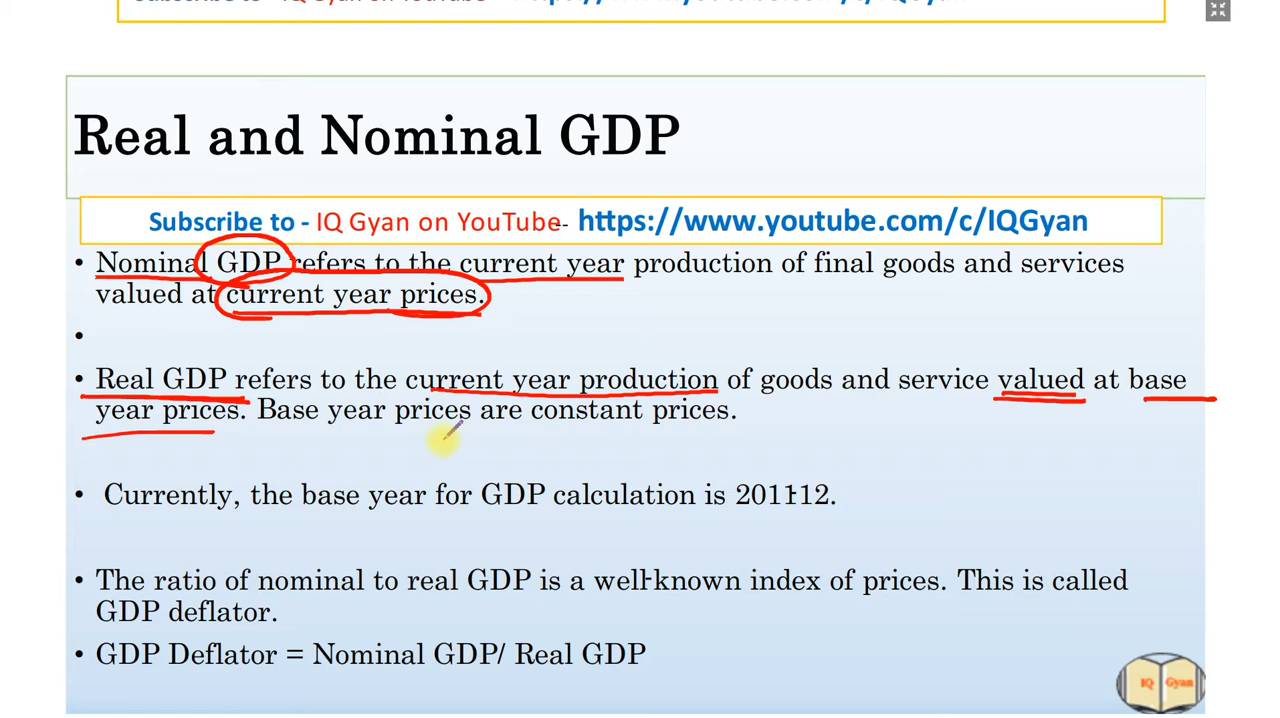 Real and Nominal GDP
Subscribe to - IQ Gyan on YouTube-- https://www.youtube.com/c/IQGyan
• Nominal GDP refers to the current year production of final goods and services
valued at current year prices.
•
• Real GDP refers to the current year production of goods and service valued at base
year prices. Base year prices are constant prices.
• Currently, the base year for GDP calculation is 2011-12.
• The ratio of nominal to real GDP is a well-known index of prices. This is called
GDP deflator.
• GDP Deflator = Nominal GDP/ Real GDP
IQ Gyan